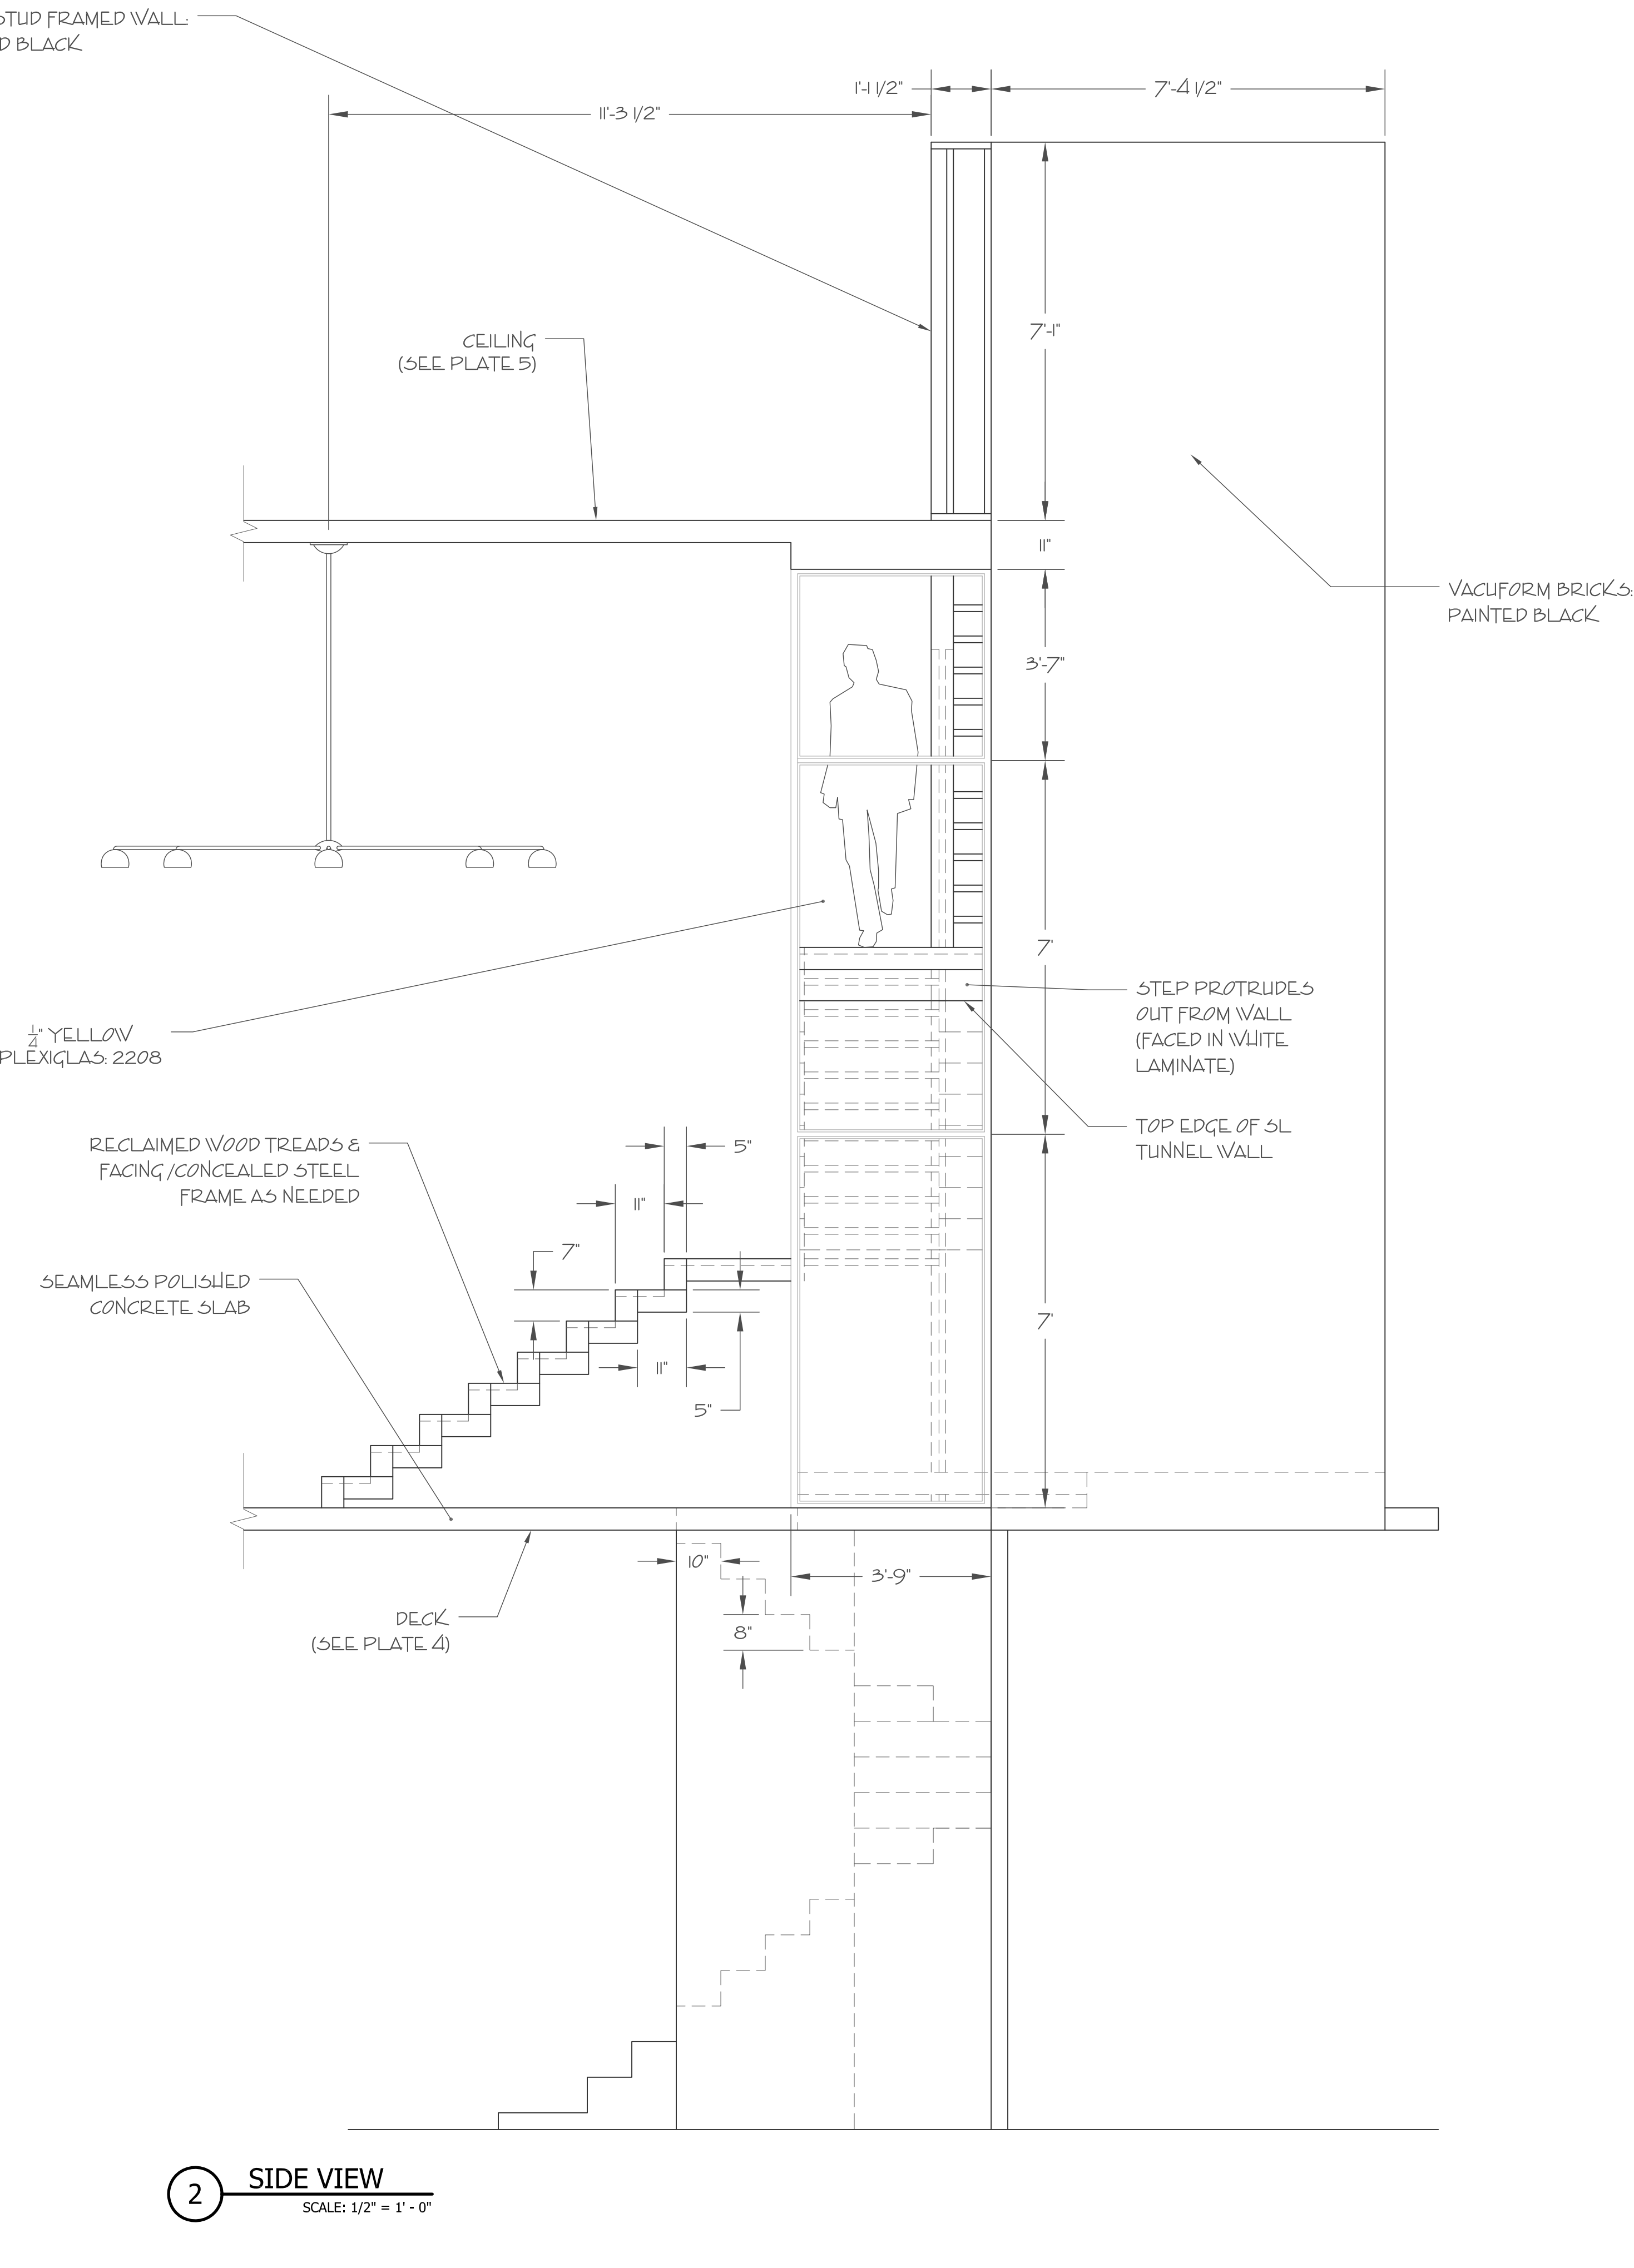 STUD FRAMED WALL:
D BLACK
1'-1 1/2"
7'-4 1/2"
11'-3 1/2"
7'-1"
CEILING
(SEE PLATE 5)
11"
VACUFORM BRICKS:
PAINTED BLACK
3'-7"
7'
STEP PROTRUDES
OUT FROM WALL
(FACED IN WHITE
LAMINATE)
1/4" YELLOW
PLEXIGLAS: 2208
TOP EDGE OF SL
TUNNEL WALL
RECLAIMED WOOD TREADS &
FACING /CONCEALED STEEL
FRAME AS NEEDED
5"
11"
7"
SEAMLESS POLISHED
CONCRETE SLAB
7'
11"
5"
10"
3'-9"
8"
DECK
(SEE PLATE 4)
2
SIDE VIEW
SCALE: 1/2" = 1' - 0"